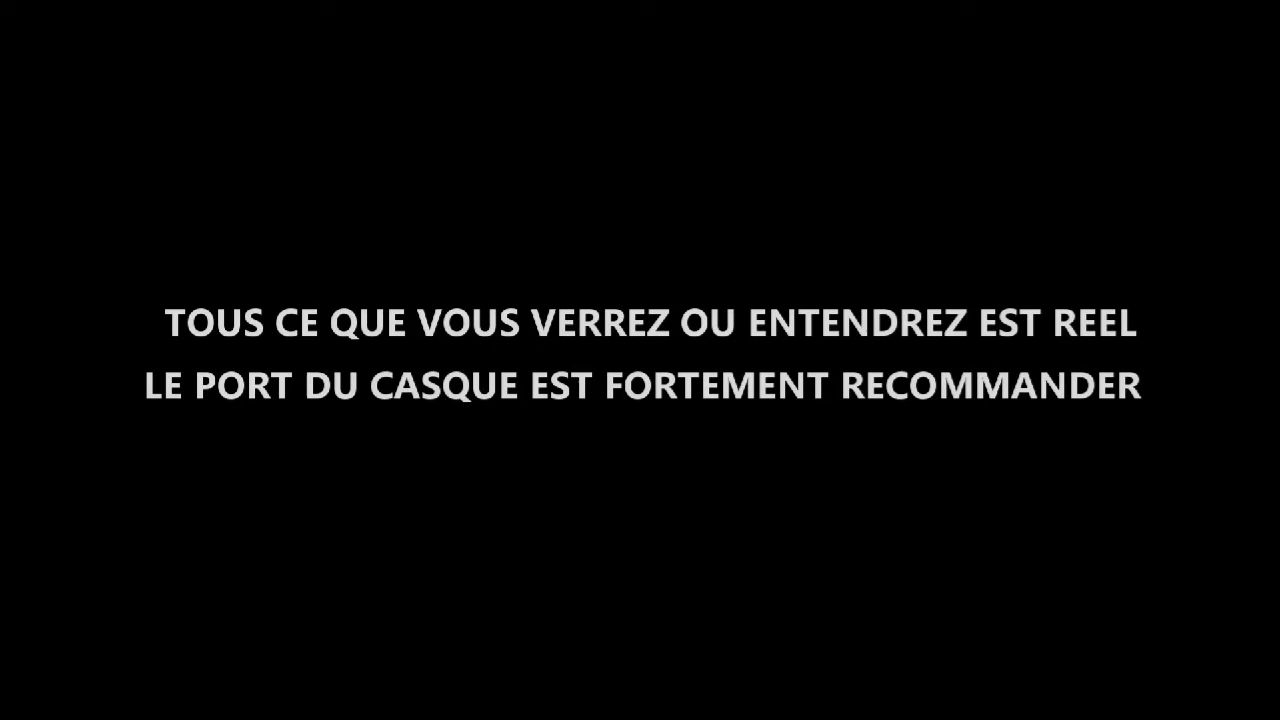 TOUS CE QUE VOUS VERREZ OU ENTENDREZ EST REEL
LE PORT DU CASQUE EST FORTEMENT RECOMMANDER